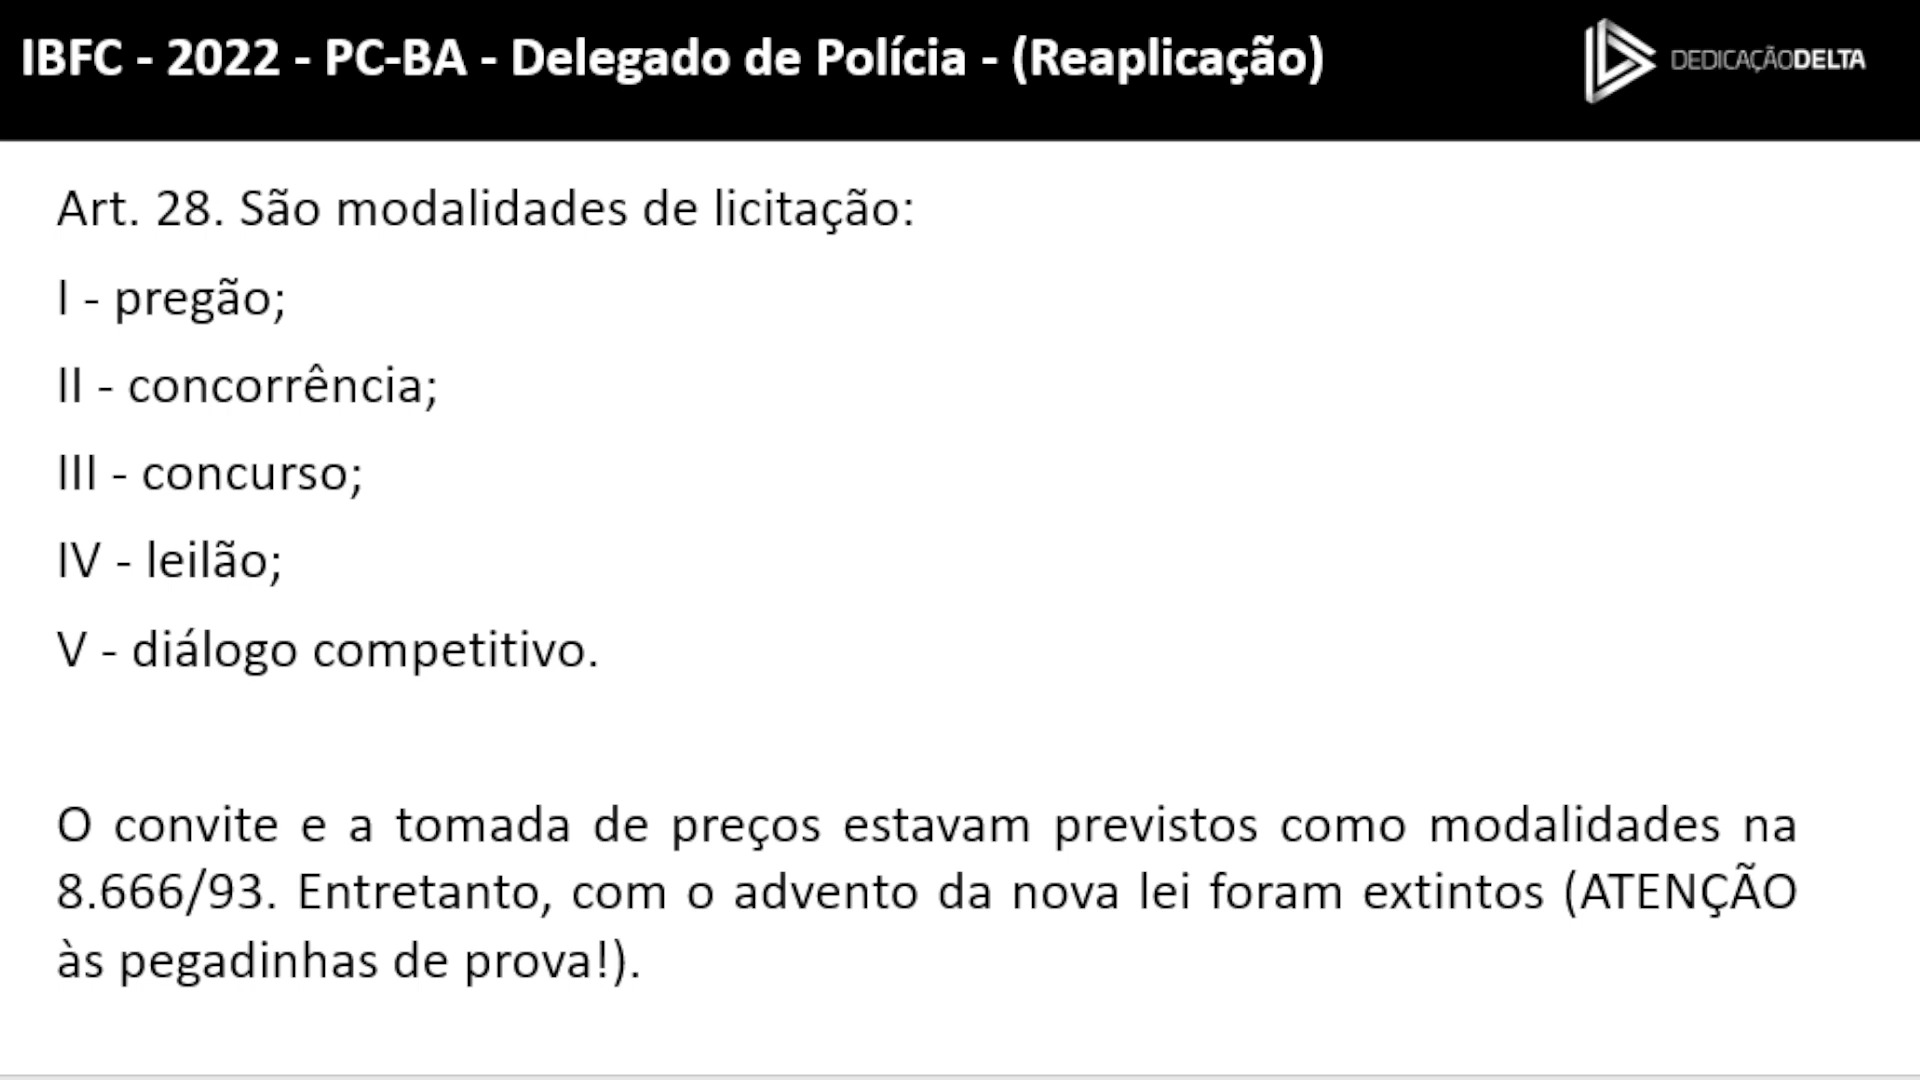 IBFC - 2022 - PC-BA - Delegado de Polícia - (Reaplicação)
DEDICAÇÃODELTA
Art. 28. São modalidades de licitação:
I - pregão;
II - concorrência;
III - concurso;
IV - leilão;
V - diálogo competitivo.
O convite e a tomada de preços estavam previstos como modalidades na
8.666/93. Entretanto, com o advento da nova lei foram extintos (ATENÇÃO
às pegadinhas de prova!).